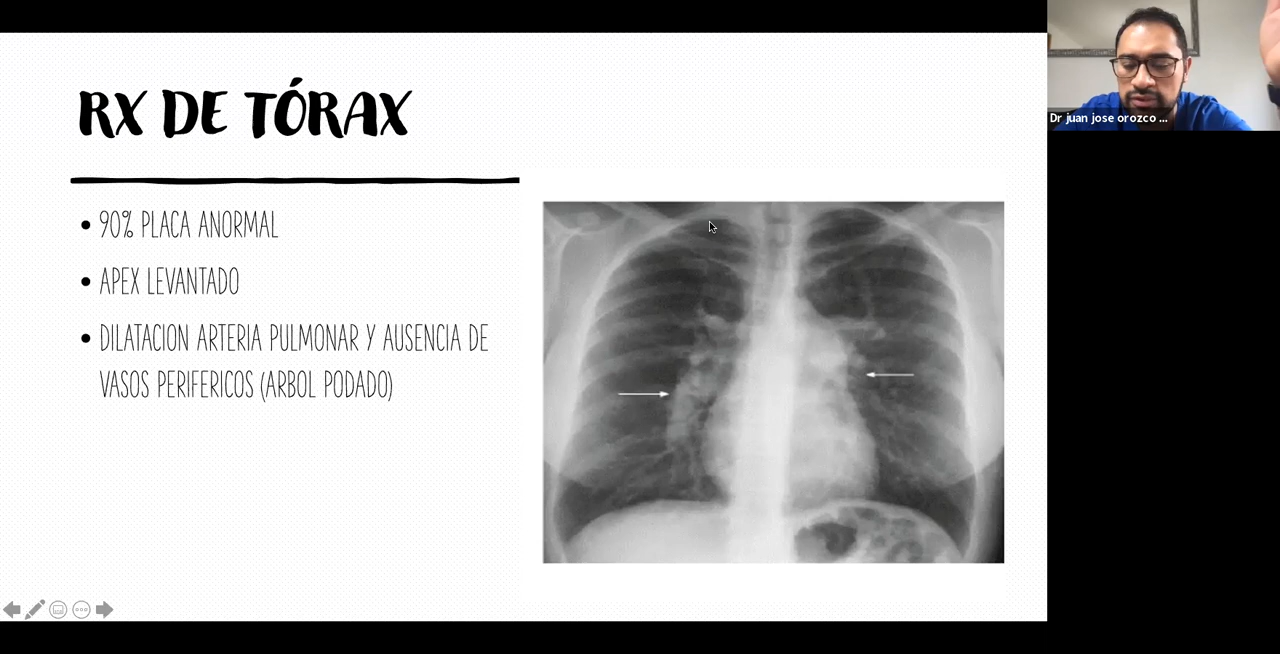 RX DE TÓRAX
• 90% PLACA ANORMAL
• APEX LEVANTADO
• DILATACION ARTERIA PULMONAR Y AUSENCIA DE
VASOS PERIFERICOS (ARBOL PODADO)
Dr juan jose orozco ...